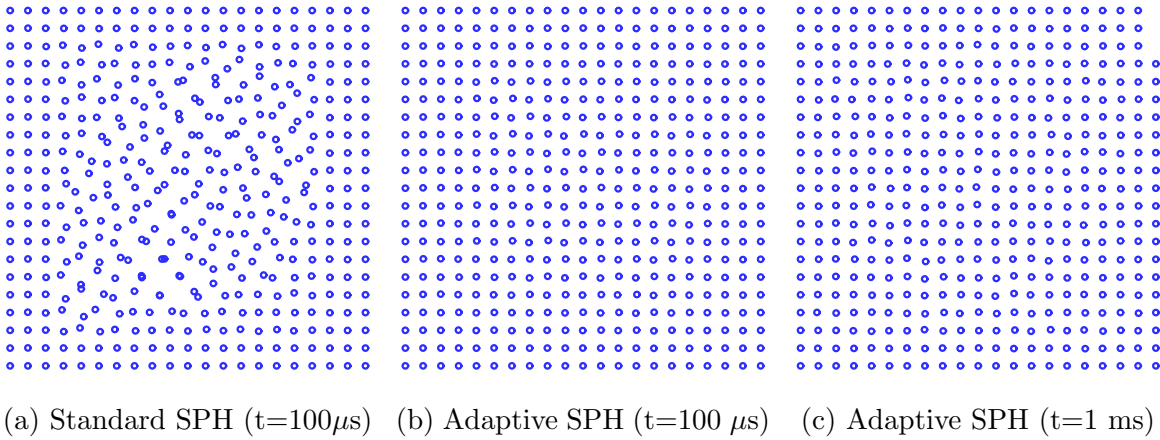 (a) Standard SPH (t=100μs) (b) Adaptive SPH (t=100 μs) (c) Adaptive SPH (t=1 ms)